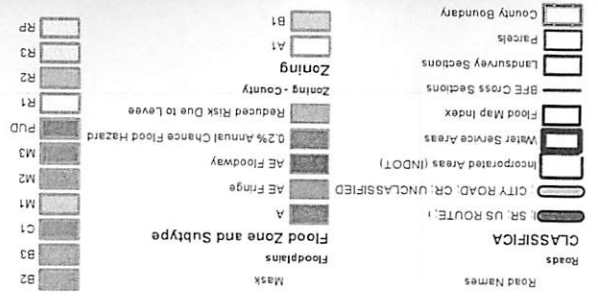 Road Names
Roads
CLASSIFICA
I; SR; US ROUTE; I
; CITY ROAD; CR; UNCLASSIFIED
Incorporated Areas (INDOT)
Water Service Areas
Flood Map Index
BFE Cross Sections
Landsurvey Sections
Parcels
County Boundary
Mask
Floodplains
Flood Zone and Subtype
A
AE Fringe
AE Floodway
0.2% Annual Chance Flood Hazard
Reduced Risk Due to Levee
Zoning - County
Zoning
A1
B1
B2
B3
C1
M1
M2
M3
PUD
R1
R2
R3
RP